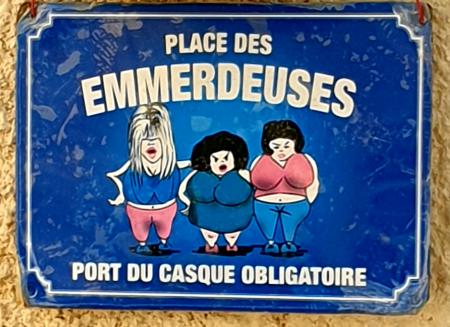 PLACE DES
EMMERDEUSES
PORT DU CASQUE OBLIGATOIRE